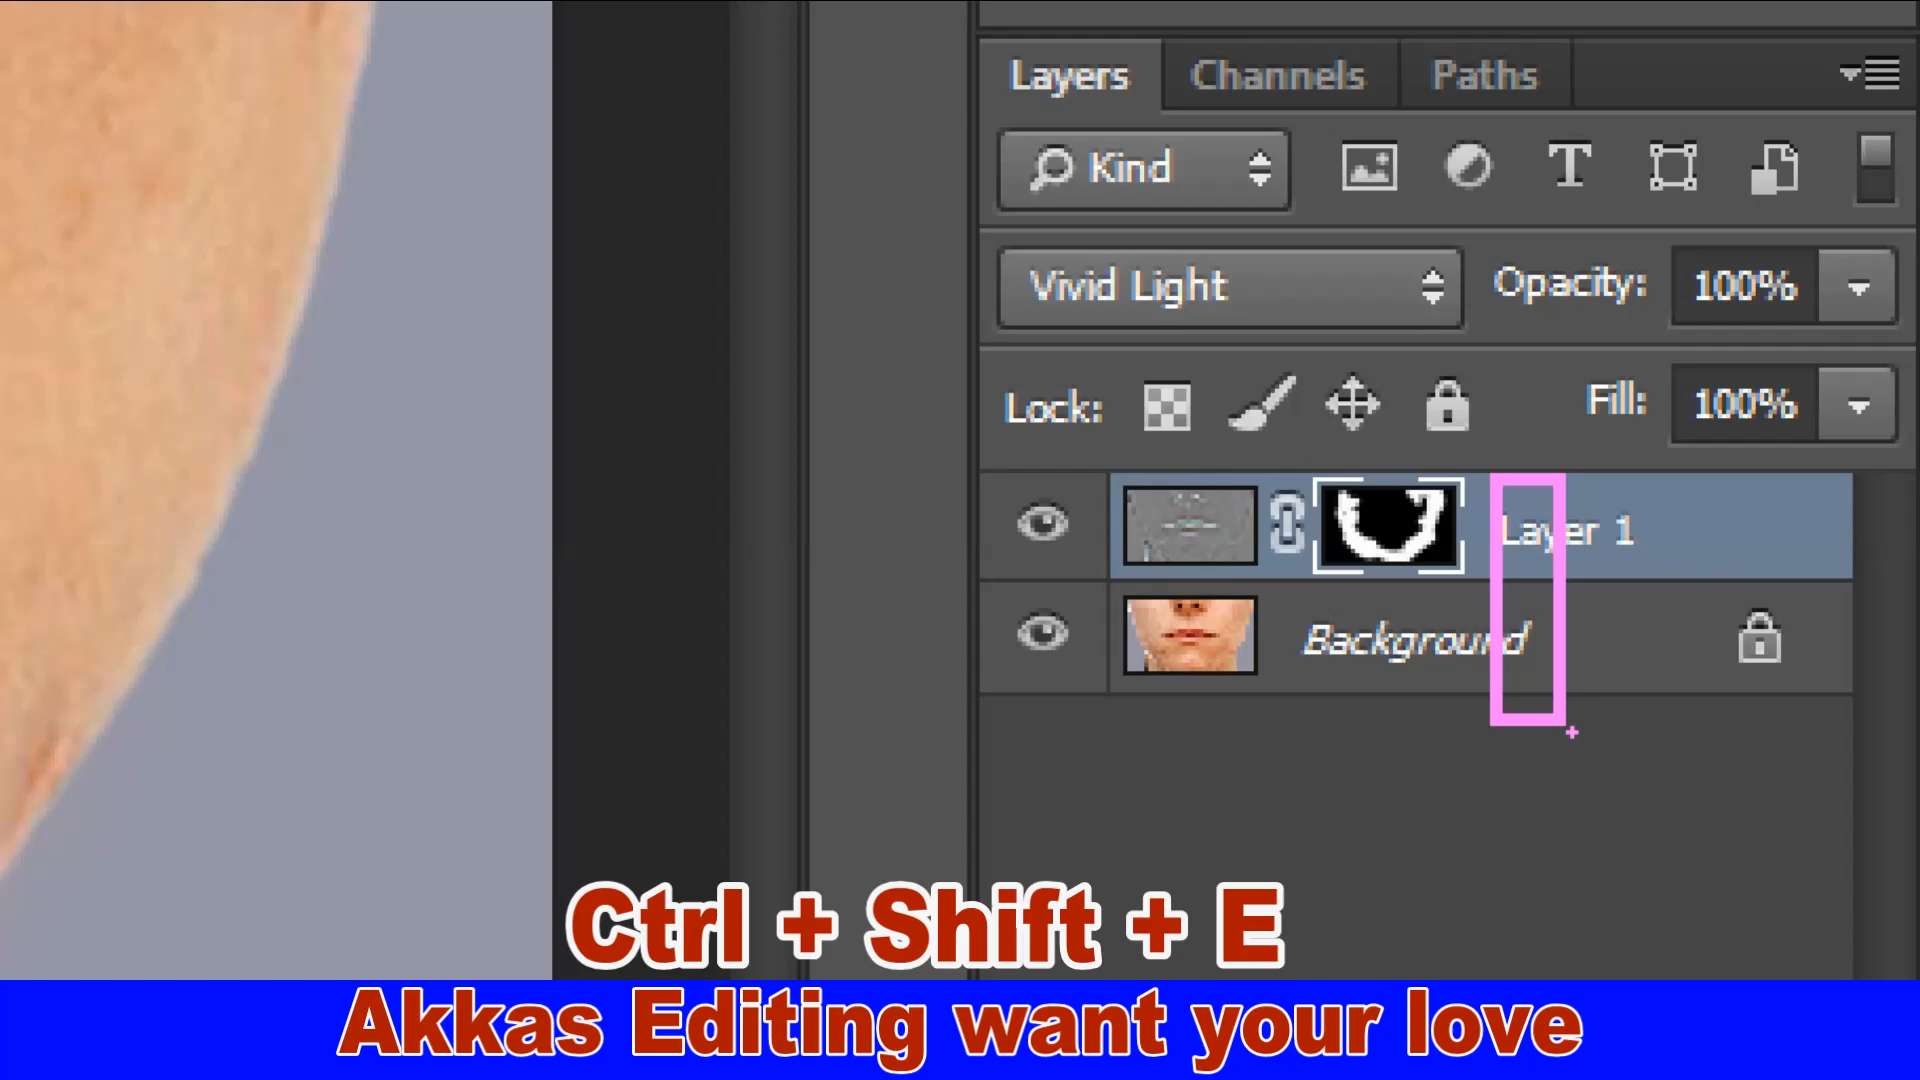 Layers Channels Paths
Kind T
Vivid Light Opacity: 100%
Lock: Fill: 100%
Layer 1
Background
Ctrl + Shift + E
Akkas Editing want your love